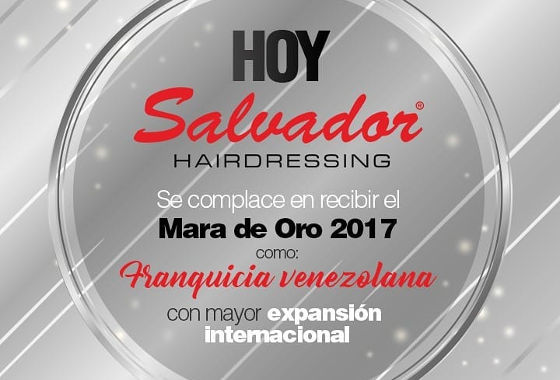 HOY
Salvador®
HAIRDRESSING
Se complace en recibir el
Mara de Oro 2017
como:
Franquicia venezolana
con mayor expansión
internacional